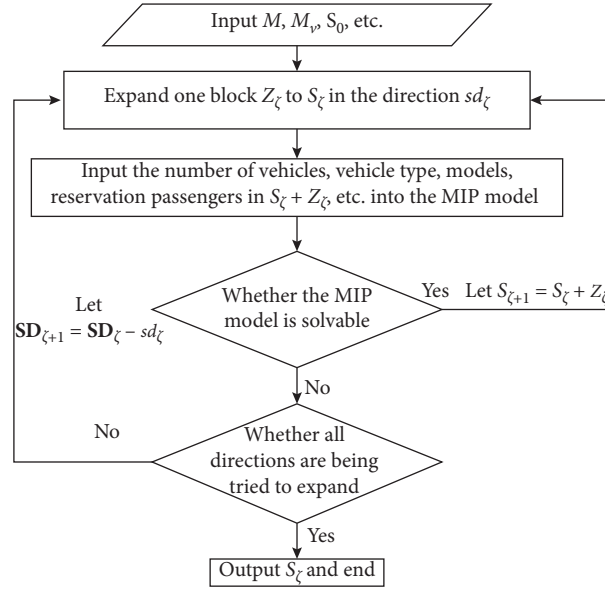 Input M, Mᵥ, S₀, etc.
Expand one block Z_ζ to S_ζ in the direction sd_ζ
Input the number of vehicles, vehicle type, models,
reservation passengers in S_ζ + Z_ζ, etc. into the MIP model
Whether the MIP
model is solvable
Yes
Let S_ζ+1 = S_ζ + Z_ζ
Let
SD_ζ+1 = SD_ζ – sd_ζ
No
Whether all
directions are being
tried to expand
No
Yes
Output S_ζ and end